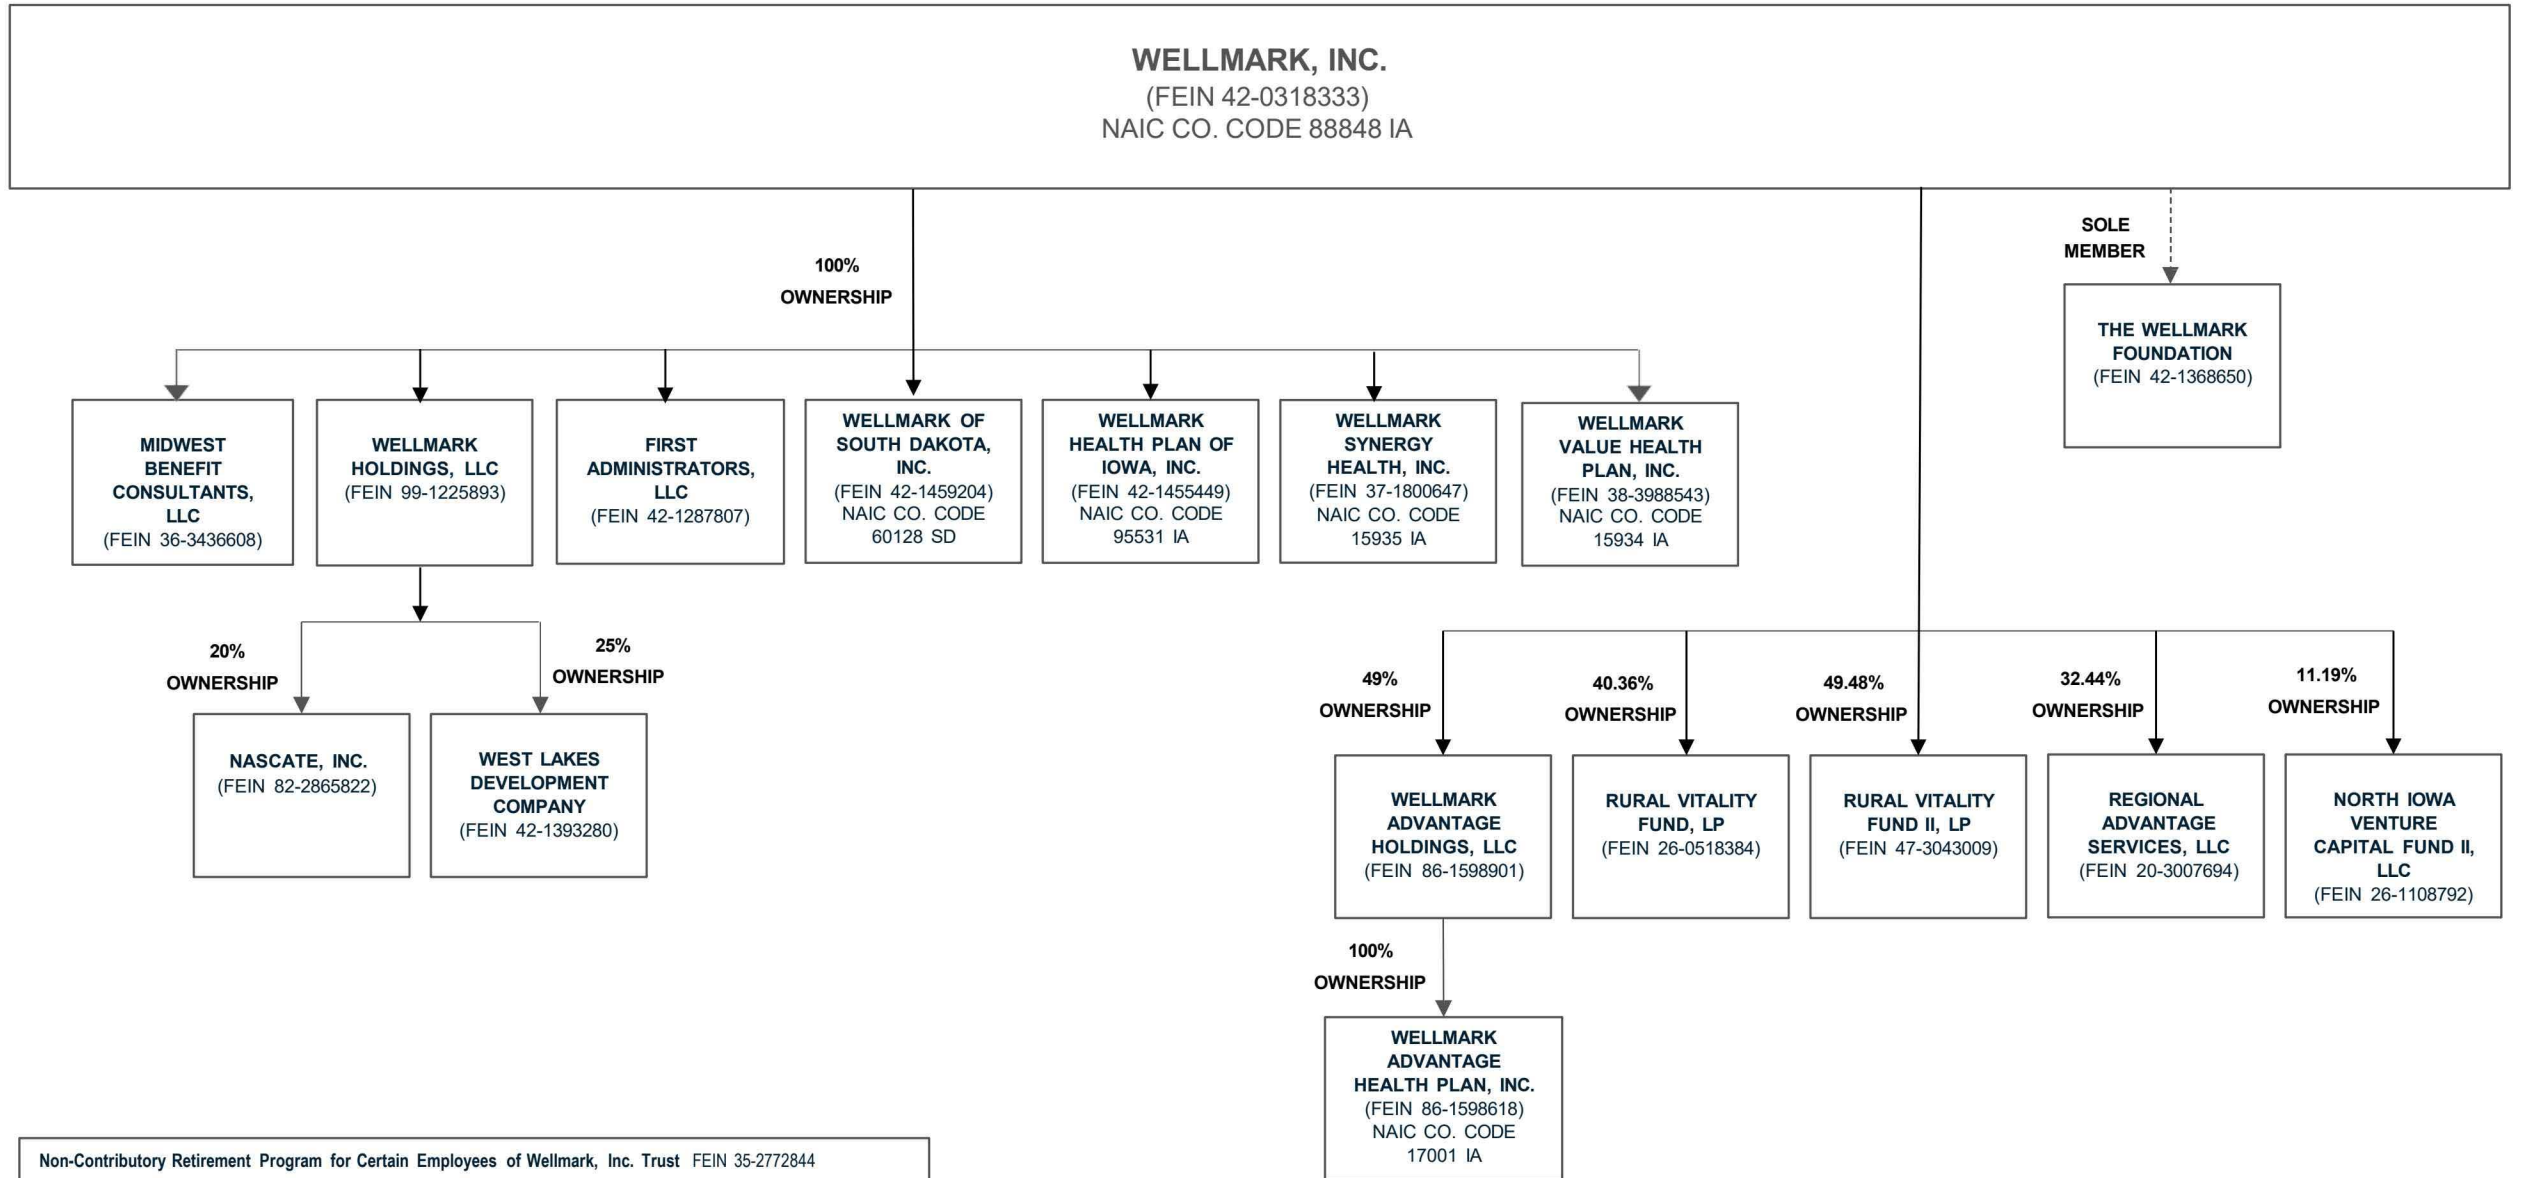 WELLMARK, INC.
(FEIN 42-0318333)
NAIC CO. CODE 88848 IA
SOLE
MEMBER
100%
OWNERSHIP
THE WELLMARK
FOUNDATION
(FEIN 42-1368650)
MIDWEST
BENEFIT
CONSULTANTS,
LLC
(FEIN 36-3436608)
WELLMARK
HOLDINGS, LLC
(FEIN 99-1225893)
FIRST
ADMINISTRATORS,
LLC
(FEIN 42-1287807)
WELLMARK OF
SOUTH DAKOTA,
INC.
(FEIN 42-1459204)
NAIC CO. CODE
60128 SD
WELLMARK
HEALTH PLAN OF
IOWA, INC.
(FEIN 42-1455449)
NAIC CO. CODE
95531 IA
WELLMARK
SYNERGY
HEALTH, INC.
(FEIN 37-1800647)
NAIC CO. CODE
15935 IA
WELLMARK
VALUE HEALTH
PLAN, INC.
(FEIN 38-3988543)
NAIC CO. CODE
15934 IA
20%
OWNERSHIP
25%
OWNERSHIP
NASCATE, INC.
(FEIN 82-2865822)
WEST LAKES
DEVELOPMENT
COMPANY
(FEIN 42-1393280)
49%
OWNERSHIP
40.36%
OWNERSHIP
49.48%
OWNERSHIP
32.44%
OWNERSHIP
11.19%
OWNERSHIP
WELLMARK
ADVANTAGE
HOLDINGS, LLC
(FEIN 86-1598901)
RURAL VITALITY
FUND, LP
(FEIN 26-0518384)
RURAL VITALITY
FUND II, LP
(FEIN 47-3043009)
REGIONAL
ADVANTAGE
SERVICES, LLC
(FEIN 20-3007694)
NORTH IOWA
VENTURE
CAPITAL FUND II,
LLC
(FEIN 26-1108792)
100%
OWNERSHIP
WELLMARK
ADVANTAGE
HEALTH PLAN, INC.
(FEIN 86-1598618)
NAIC CO. CODE
17001 IA
Non-Contributory Retirement Program for Certain Employees of Wellmark, Inc. Trust FEIN 35-2772844